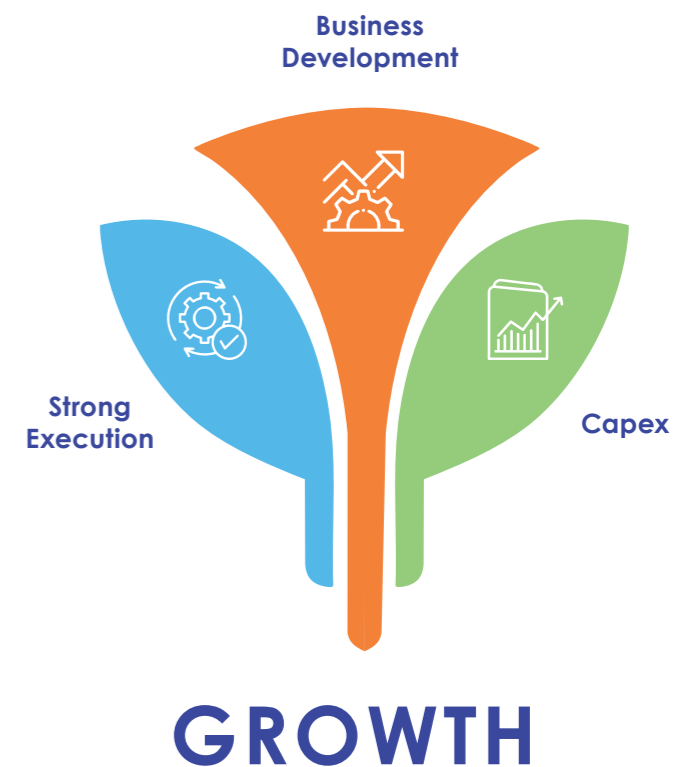 Business
Development
Strong
Execution
Capex
GROWTH